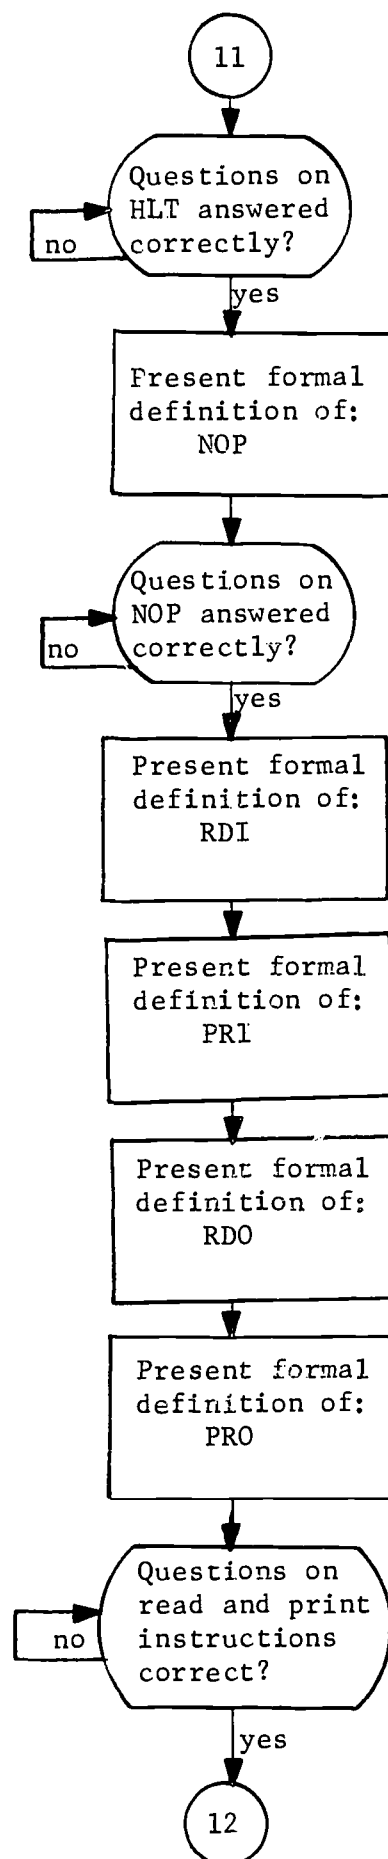 11
Questions on
HLT answered
correctly?
no
yes
Present formal
definition of:
NOP
Questions on
NOP answered
correctly?
no
yes
Present formal
definition of:
RDI
Present formal
definition of:
PRI
Present formal
definition of:
RDO
Present formal
definition of:
PRO
Questions on
read and print
instructions
correct?
no
yes
12